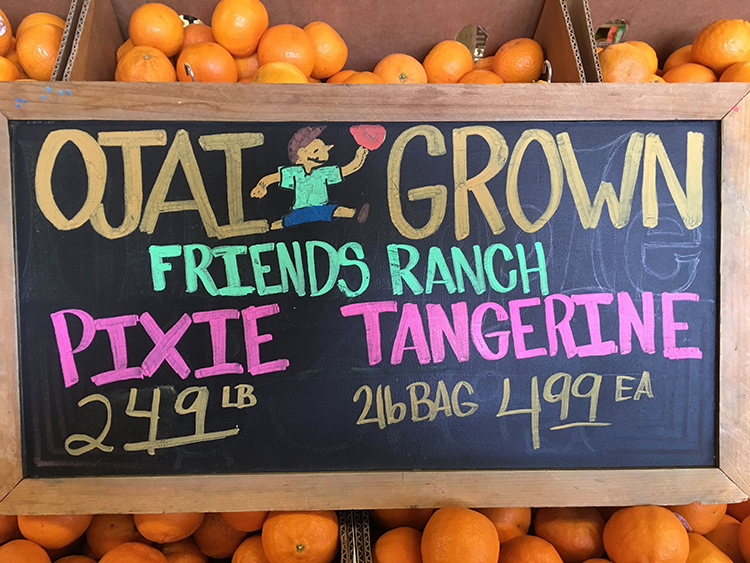 OJAI GROWN
FRIENDS RANCH
PIXIE TANGERINE
249 LB 2lb BAG 499 EA